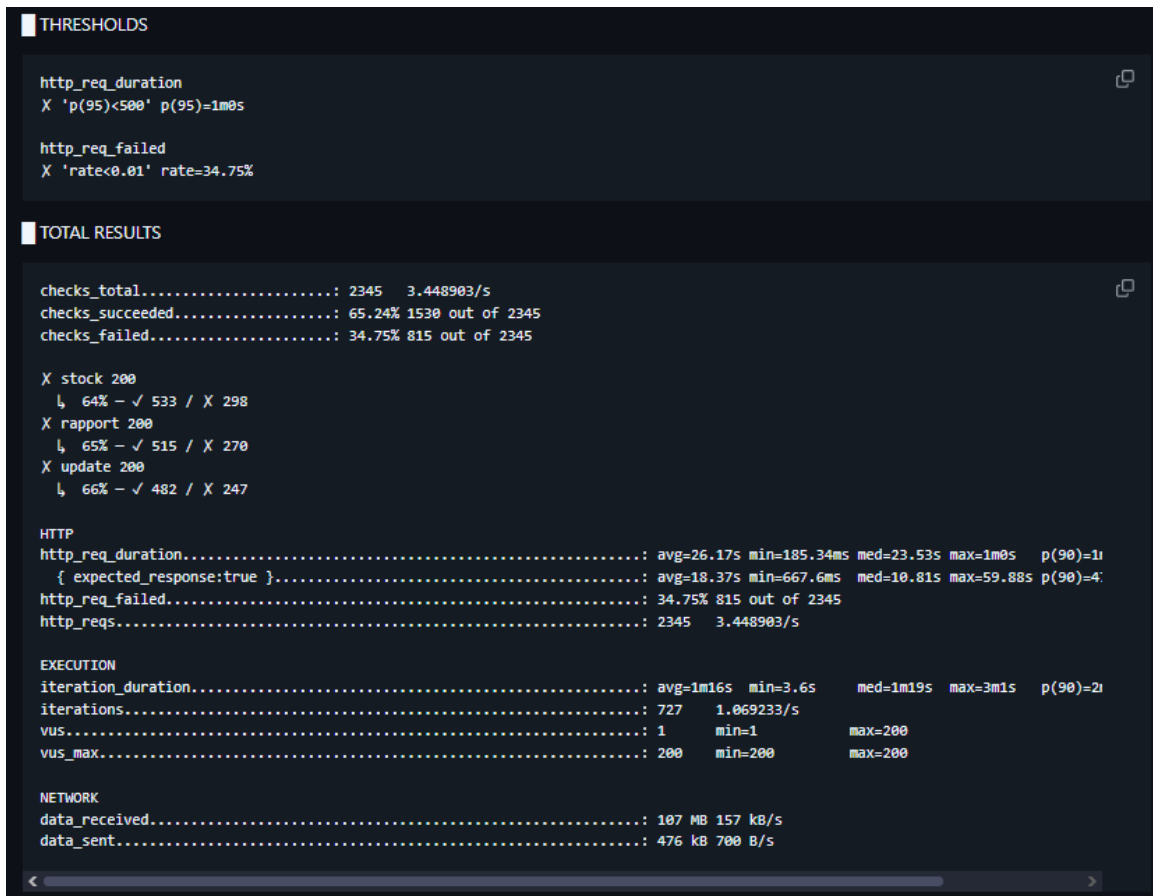 THRESHOLDS
http_req_duration
✗ 'p(95)<500' p(95)=1m0s
http_req_failed
✗ 'rate<0.01' rate=34.75%
TOTAL RESULTS
checks_total.......................: 2345 3.448903/s
checks_succeeded...................: 65.24% 1530 out of 2345
checks_failed......................: 34.75% 815 out of 2345
✗ stock 200
↳ 64% — ✓ 533 / ✗ 298
✗ rapport 200
↳ 65% — ✓ 515 / ✗ 270
✗ update 200
↳ 66% — ✓ 482 / ✗ 247
HTTP
http_req_duration.......................................................: avg=26.17s min=185.34ms med=23.53s max=1m0s p(90)=1m
{ expected_response:true }............................................: avg=18.37s min=667.6ms med=10.81s max=59.88s p(90)=47
http_req_failed.........................................................: 34.75% 815 out of 2345
http_reqs...............................................................: 2345 3.448903/s
EXECUTION
iteration_duration......................................................: avg=1m16s min=3.6s med=1m19s max=3m1s p(90)=2m
iterations..............................................................: 727 1.069233/s
vus.....................................................................: 1 min=1 max=200
vus_max.................................................................: 200 min=200 max=200
NETWORK
data_received...........................................................: 107 MB 157 kB/s
data_sent...............................................................: 476 kB 700 B/s